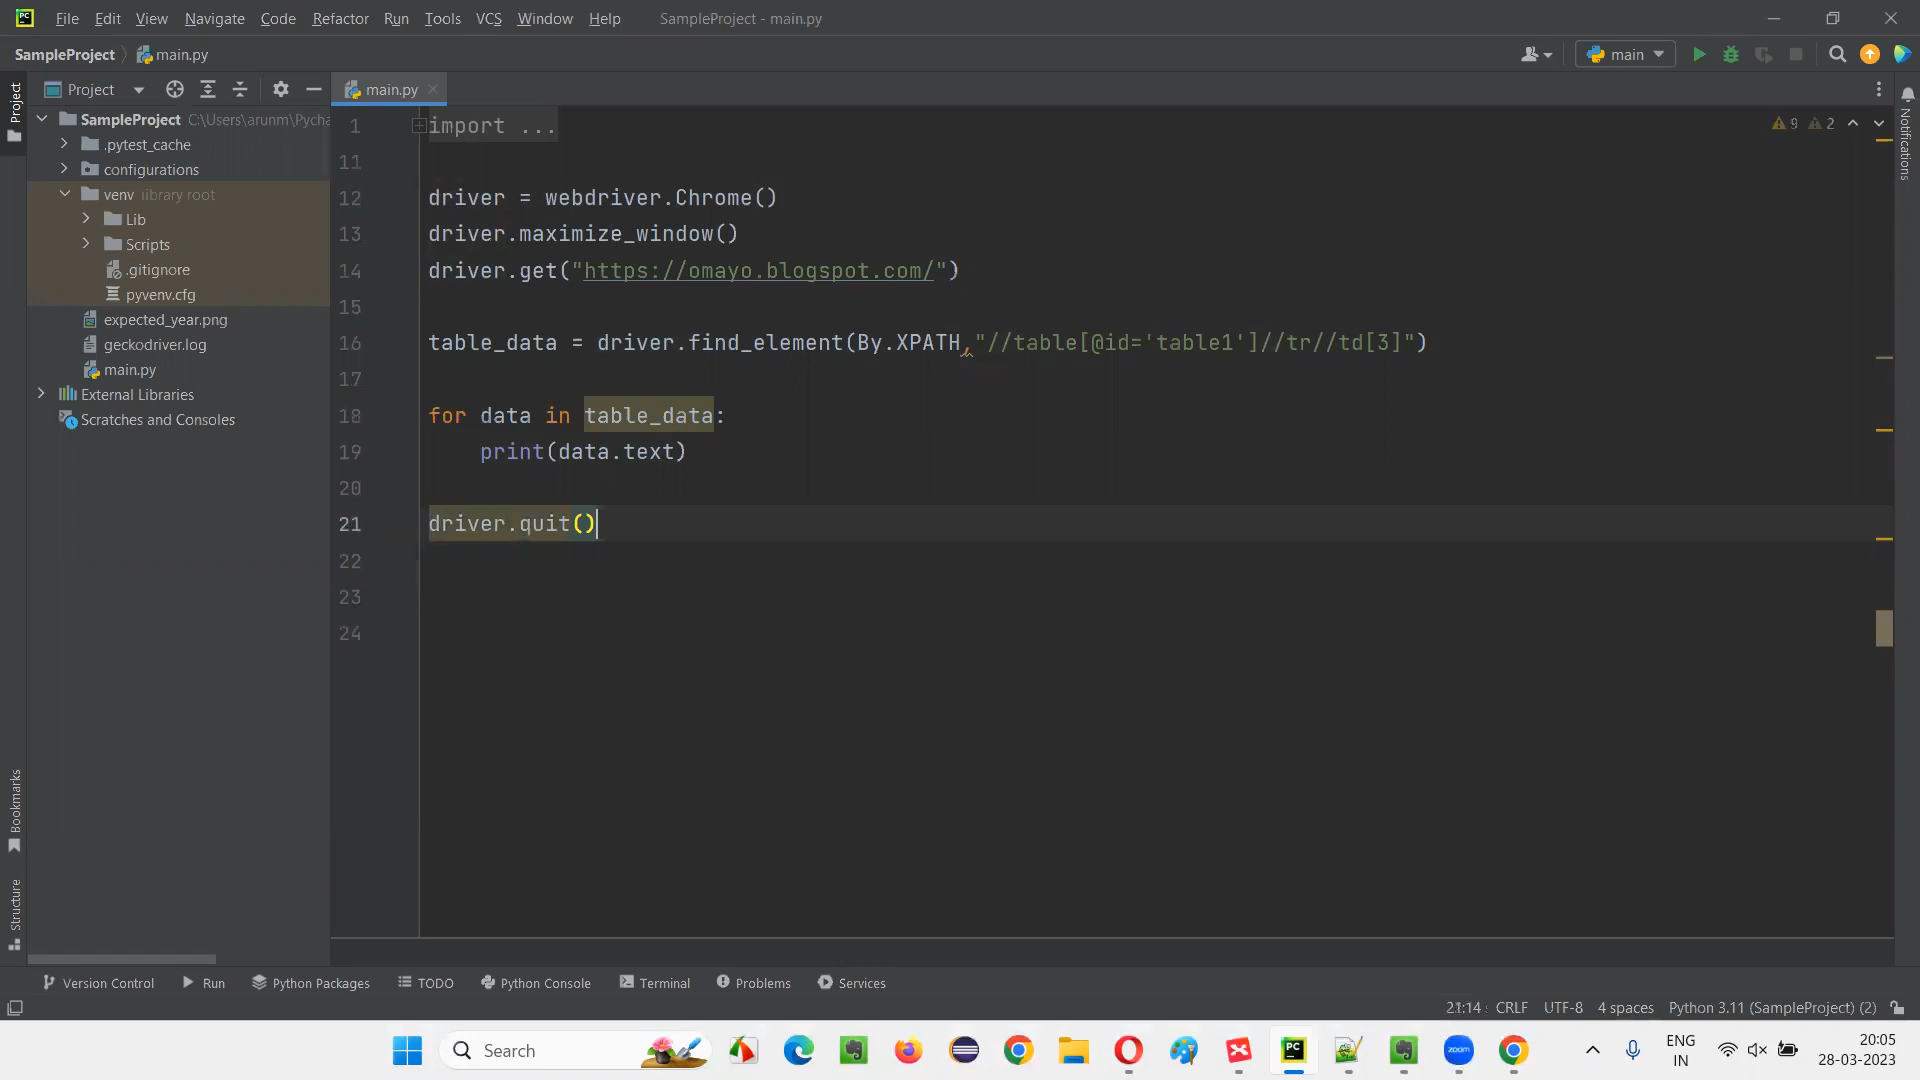 PC File Edit View Navigate Code Refactor Run Tools VCS Window Help SampleProject - main.py
SampleProject main.py main
Project main.py
Project
SampleProject C:\Users\arunm\Pycha
.pytest_cache
configurations
venv library root
Lib
Scripts
.gitignore
pyvenv.cfg
expected_year.png
geckodriver.log
main.py
External Libraries
Scratches and Consoles
1 import ...
11
12 driver = webdriver.Chrome()
13 driver.maximize_window()
14 driver.get("https://omayo.blogspot.com/")
15
16 table_data = driver.find_element(By.XPATH,"//table[@id='table1']//tr//td[3]")
17
18 for data in table_data:
19 print(data.text)
20
21 driver.quit()
22
23
24
9 2
Notifications
Bookmarks
Structure
Version Control Run Python Packages TODO Python Console Terminal Problems Services
21:14 CRLF UTF-8 4 spaces Python 3.11 (SampleProject) (2)
Search PC zoom ENG 20:05
IN 28-03-2023